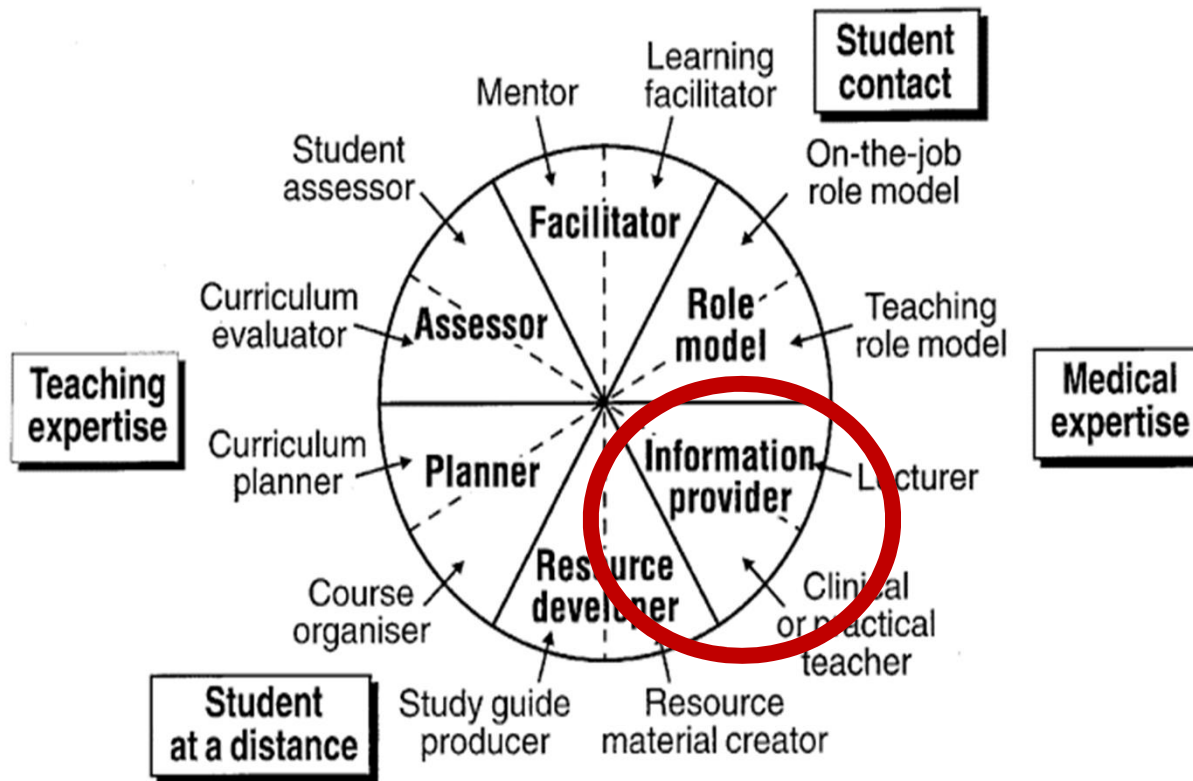 Student
contact
Learning
facilitator
Mentor
On-the-job
role model
Student
assessor
Facilitator
Curriculum
evaluator
Assessor
Role
model
Teaching
role model
Teaching
expertise
Medical
expertise
Curriculum
planner
Planner
Information
provider
Lecturer
Resource
developer
Course
organiser
Clinical
or practical
teacher
Student
at a distance
Study guide
producer
Resource
material creator